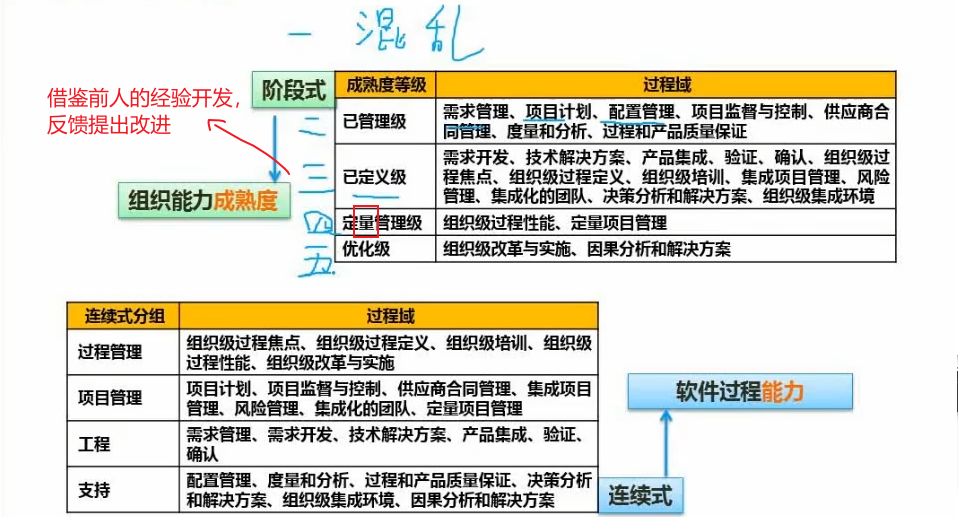 一 混乱
阶段式
成熟度等级
过程域
借鉴前人的经验开发,
反馈提出改进
二
已管理级
需求管理、项目计划、配置管理、项目监督与控制、供应商合
同管理、度量和分析、过程和产品质量保证
三
已定义级
需求开发、技术解决方案、产品集成、验证、确认、组织级过
程焦点、组织级过程定义、组织级培训、集成项目管理、风险
管理、集成化的团队、决策分析和解决方案、组织级集成环境
组织能力成熟度
四
定量管理级
组织级过程性能、定量项目管理
五
优化级
组织级改革与实施、因果分析和解决方案
连续式分组
过程域
过程管理
组织级过程焦点、组织级过程定义、组织级培训、组织级
过程性能、组织级改革与实施
项目管理
项目计划、项目监督与控制、供应商合同管理、集成项目
管理、风险管理、集成化的团队、定量项目管理
软件过程能力
工程
需求管理、需求开发、技术解决方案、产品集成、验证、
确认
支持
配置管理、度量和分析、过程和产品质量保证、决策分析
和解决方案、组织级集成环境、因果分析和解决方案
连续式